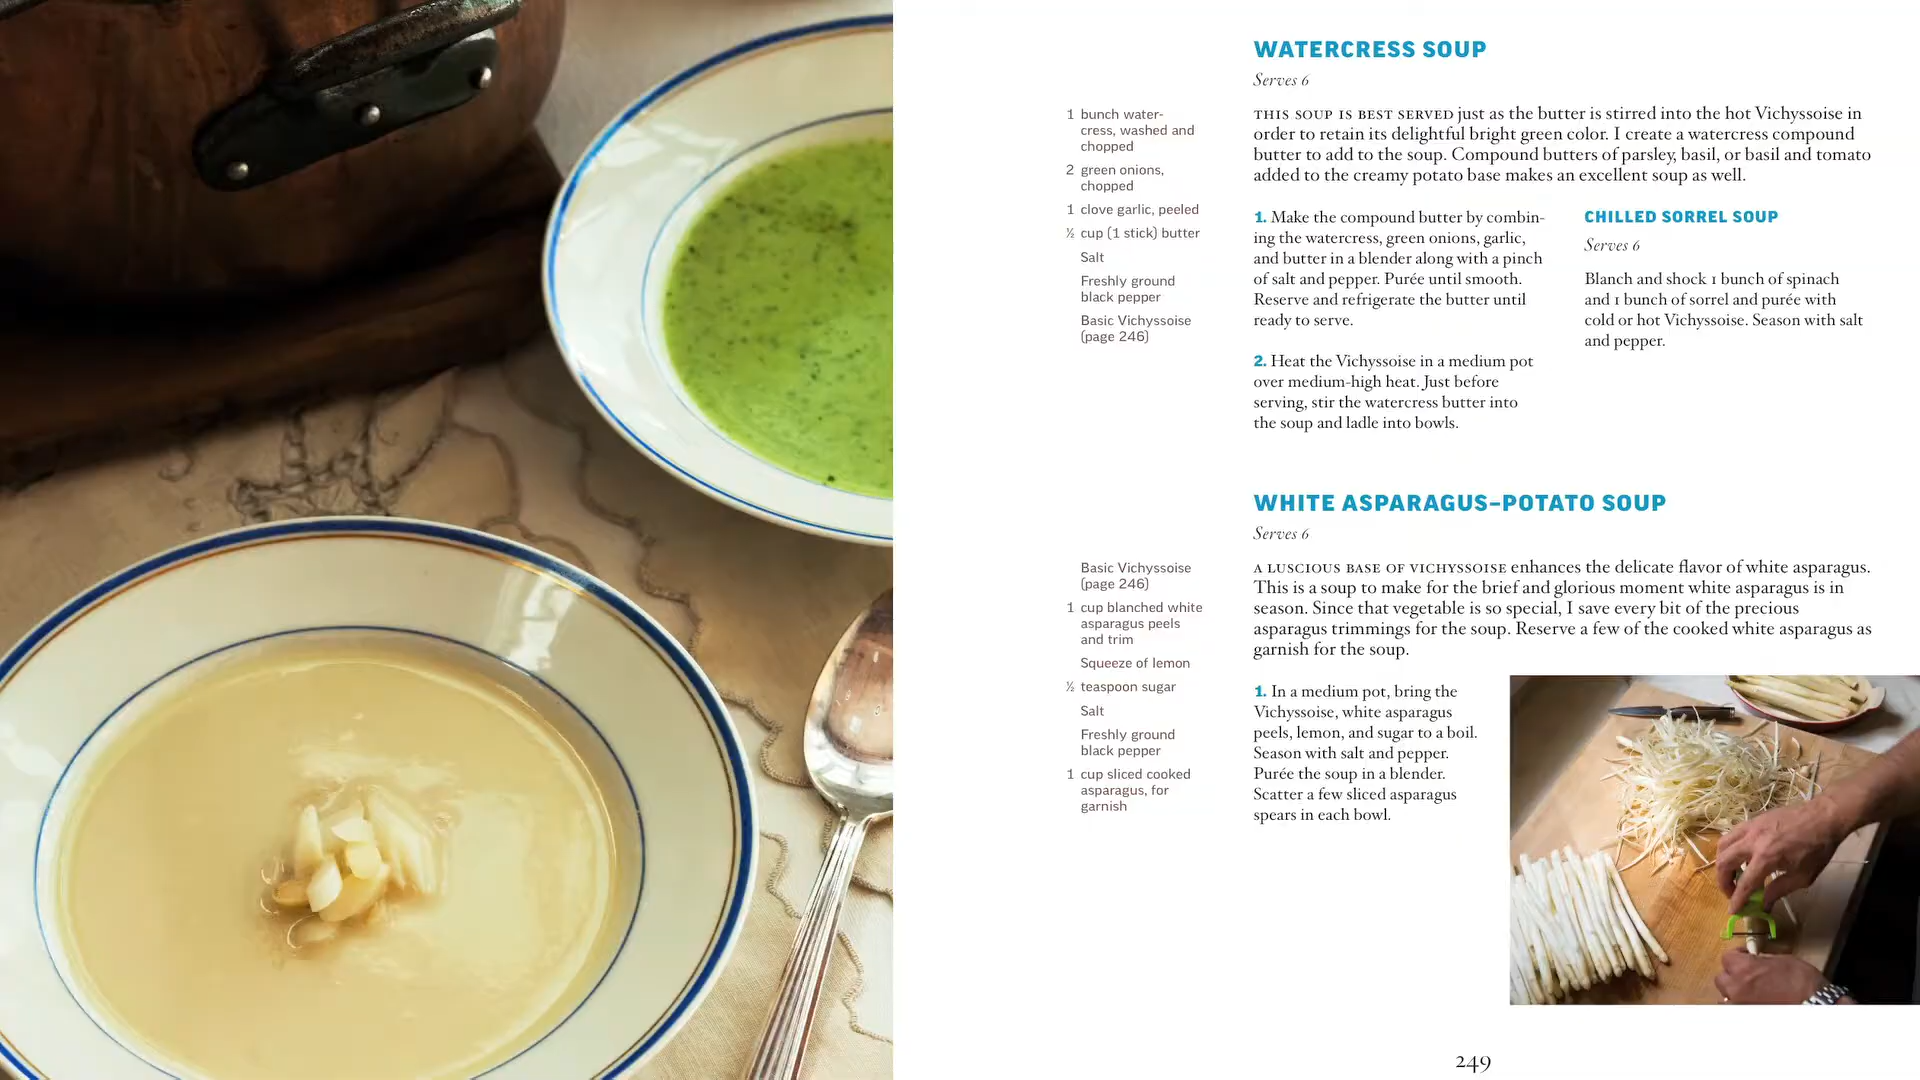 WATERCRESS SOUP
Serves 6
1 bunch water-
cress, washed and
chopped
2 green onions,
chopped
1 clove garlic, peeled
½ cup (1 stick) butter
Salt
Freshly ground
black pepper
Basic Vichyssoise
(page 246)
THIS SOUP IS BEST SERVED just as the butter is stirred into the hot Vichyssoise in
order to retain its delightful bright green color. I create a watercress compound
butter to add to the soup. Compound butters of parsley, basil, or basil and tomato
added to the creamy potato base makes an excellent soup as well.
1. Make the compound butter by combin-
ing the watercress, green onions, garlic,
and butter in a blender along with a pinch
of salt and pepper. Purée until smooth.
Reserve and refrigerate the butter until
ready to serve.
2. Heat the Vichyssoise in a medium pot
over medium-high heat. Just before
serving, stir the watercress butter into
the soup and ladle into bowls.
CHILLED SORREL SOUP
Serves 6
Blanch and shock 1 bunch of spinach
and 1 bunch of sorrel and purée with
cold or hot Vichyssoise. Season with salt
and pepper.
WHITE ASPARAGUS–POTATO SOUP
Serves 6
Basic Vichyssoise
(page 246)
1 cup blanched white
asparagus peels
and trim
Squeeze of lemon
½ teaspoon sugar
Salt
Freshly ground
black pepper
1 cup sliced cooked
asparagus, for
garnish
A LUSCIOUS BASE OF VICHYSSOISE enhances the delicate flavor of white asparagus.
This is a soup to make for the brief and glorious moment white asparagus is in
season. Since that vegetable is so special, I save every bit of the precious
asparagus trimmings for the soup. Reserve a few of the cooked white asparagus as
garnish for the soup.
1. In a medium pot, bring the
Vichyssoise, white asparagus
peels, lemon, and sugar to a boil.
Season with salt and pepper.
Purée the soup in a blender.
Scatter a few sliced asparagus
spears in each bowl.
249